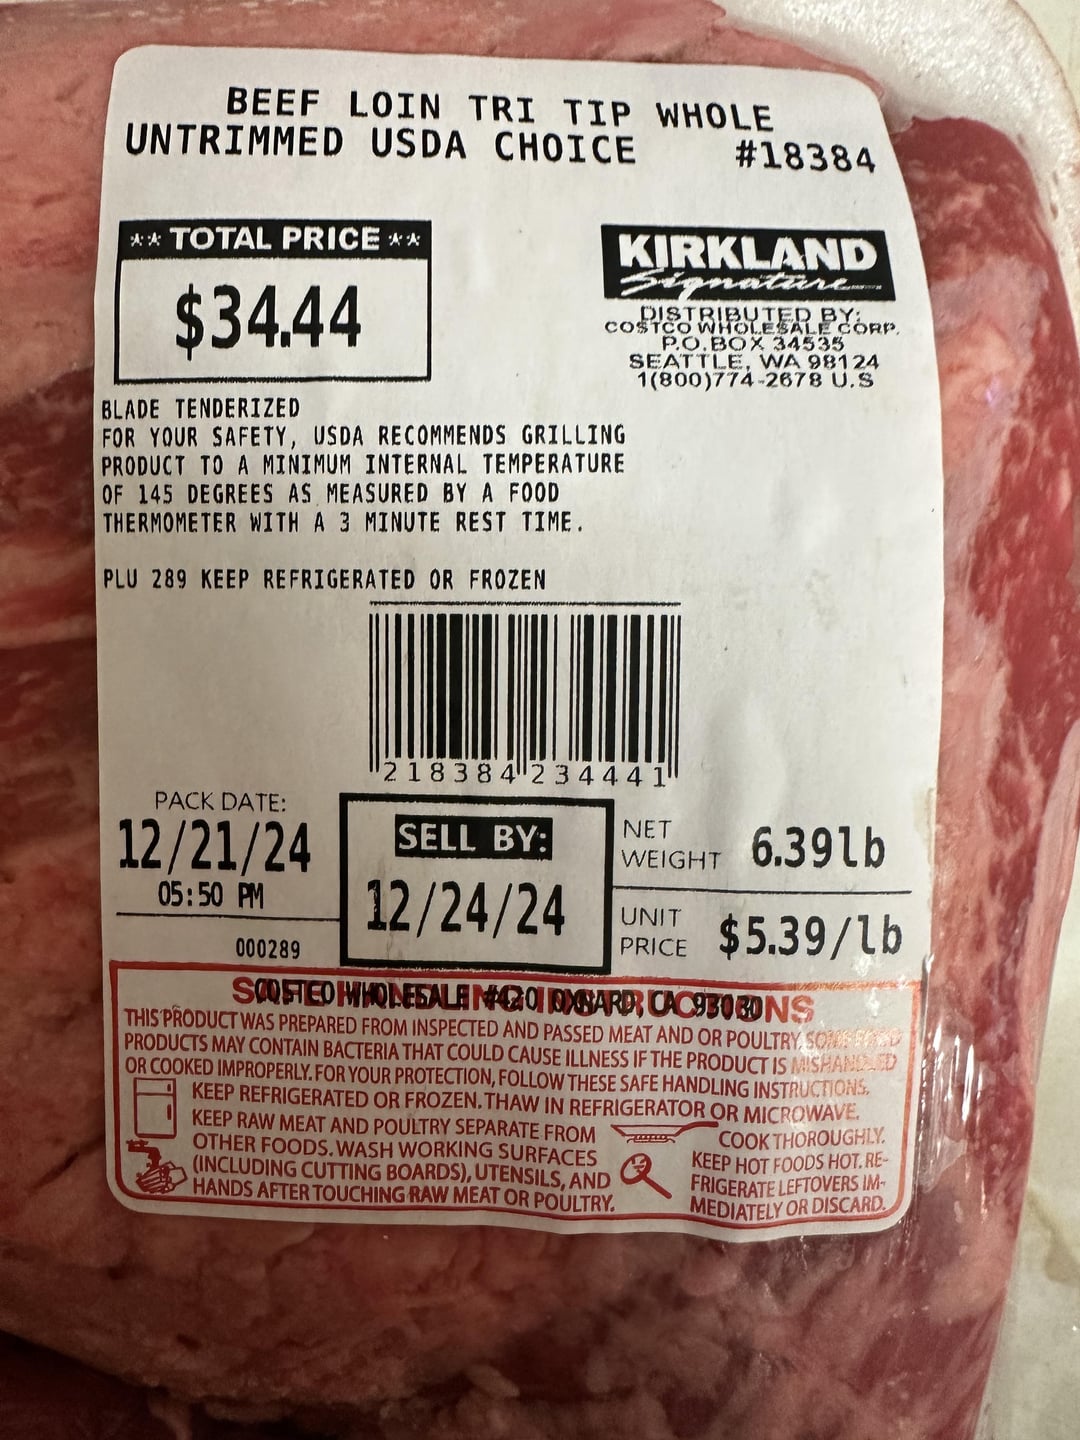 BEEF LOIN TRI TIP WHOLE
UNTRIMMED USDA CHOICE #18384
** TOTAL PRICE **
$34.44
KIRKLAND
Signature
DISTRIBUTED BY:
COSTCO WHOLESALE CORP.
P.O.BOX 34535
SEATTLE, WA 98124
1(800)774-2678 U.S
BLADE TENDERIZED
FOR YOUR SAFETY, USDA RECOMMENDS GRILLING
PRODUCT TO A MINIMUM INTERNAL TEMPERATURE
OF 145 DEGREES AS MEASURED BY A FOOD
THERMOMETER WITH A 3 MINUTE REST TIME.
PLU 289 KEEP REFRIGERATED OR FROZEN
218384 234441
PACK DATE:
12/21/24
05:50 PM
000289
SELL BY:
12/24/24
NET
WEIGHT 6.39lb
UNIT
PRICE $5.39/lb
COSTCO WHOLESALE #420 OXNARD, CA 93030
THIS PRODUCT WAS PREPARED FROM INSPECTED AND PASSED MEAT AND OR POULTRY. SOME FOOD
PRODUCTS MAY CONTAIN BACTERIA THAT COULD CAUSE ILLNESS IF THE PRODUCT IS MISHANDLED
OR COOKED IMPROPERLY. FOR YOUR PROTECTION, FOLLOW THESE SAFE HANDLING INSTRUCTIONS.
KEEP REFRIGERATED OR FROZEN. THAW IN REFRIGERATOR OR MICROWAVE.
KEEP RAW MEAT AND POULTRY SEPARATE FROM
OTHER FOODS. WASH WORKING SURFACES
(INCLUDING CUTTING BOARDS), UTENSILS, AND
HANDS AFTER TOUCHING RAW MEAT OR POULTRY.
COOK THOROUGHLY.
KEEP HOT FOODS HOT. RE-
FRIGERATE LEFTOVERS IM-
MEDIATELY OR DISCARD.